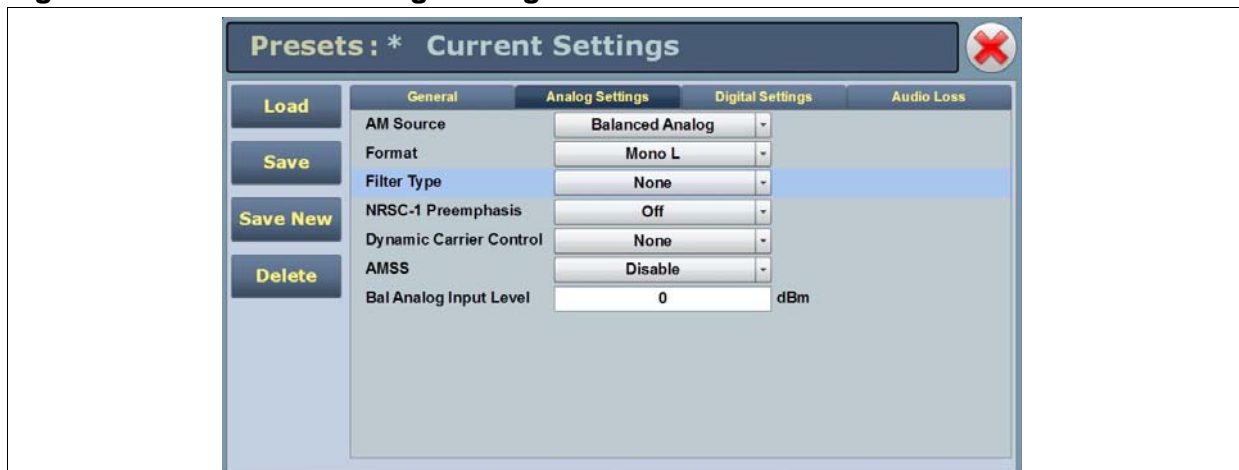 Presets:* Current Settings
Load
Save
Save New
Delete
General Analog Settings Digital Settings Audio Loss
AM Source Balanced Analog
Format Mono L
Filter Type None
NRSC-1 Preemphasis Off
Dynamic Carrier Control None
AMSS Disable
Bal Analog Input Level 0 dBm